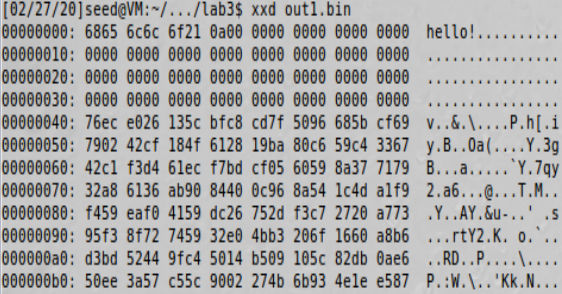 [02/27/20]seed@VM:~/.../lab3$ xxd out1.bin
00000000: 6865 6c6c 6f21 0a00 0000 0000 0000 0000  hello!..........
00000010: 0000 0000 0000 0000 0000 0000 0000 0000  ................
00000020: 0000 0000 0000 0000 0000 0000 0000 0000  ................
00000030: 0000 0000 0000 0000 0000 0000 0000 0000  ................
00000040: 76ec e026 135c bfc8 cd7f 5096 685b cf69  v..&.\....P.h[.i
00000050: 7902 42cf 184f 6128 19ba 80c6 59c4 3367  y.B..Oa(....Y.3g
00000060: 42c1 f3d4 61ec f7bd cf05 6059 8a37 7179  B...a.....`Y.7qy
00000070: 32a8 6136 ab90 8440 0c96 8a54 1c4d a1f9  2.a6...@...T.M..
00000080: f459 eaf0 4159 dc26 752d f3c7 2720 a773  .Y..AY.&u-..' .s
00000090: 95f3 8f72 7459 32e0 4bb3 206f 1660 a8b6  ...rtY2.K. o.`..
000000a0: d3bd 5244 9fc4 5014 b509 105c 82db 0ae6  ..RD..P....\....
000000b0: 50ee 3a57 c55c 9002 274b 6b93 4e1e e587  P.:W.\..'Kk.N...